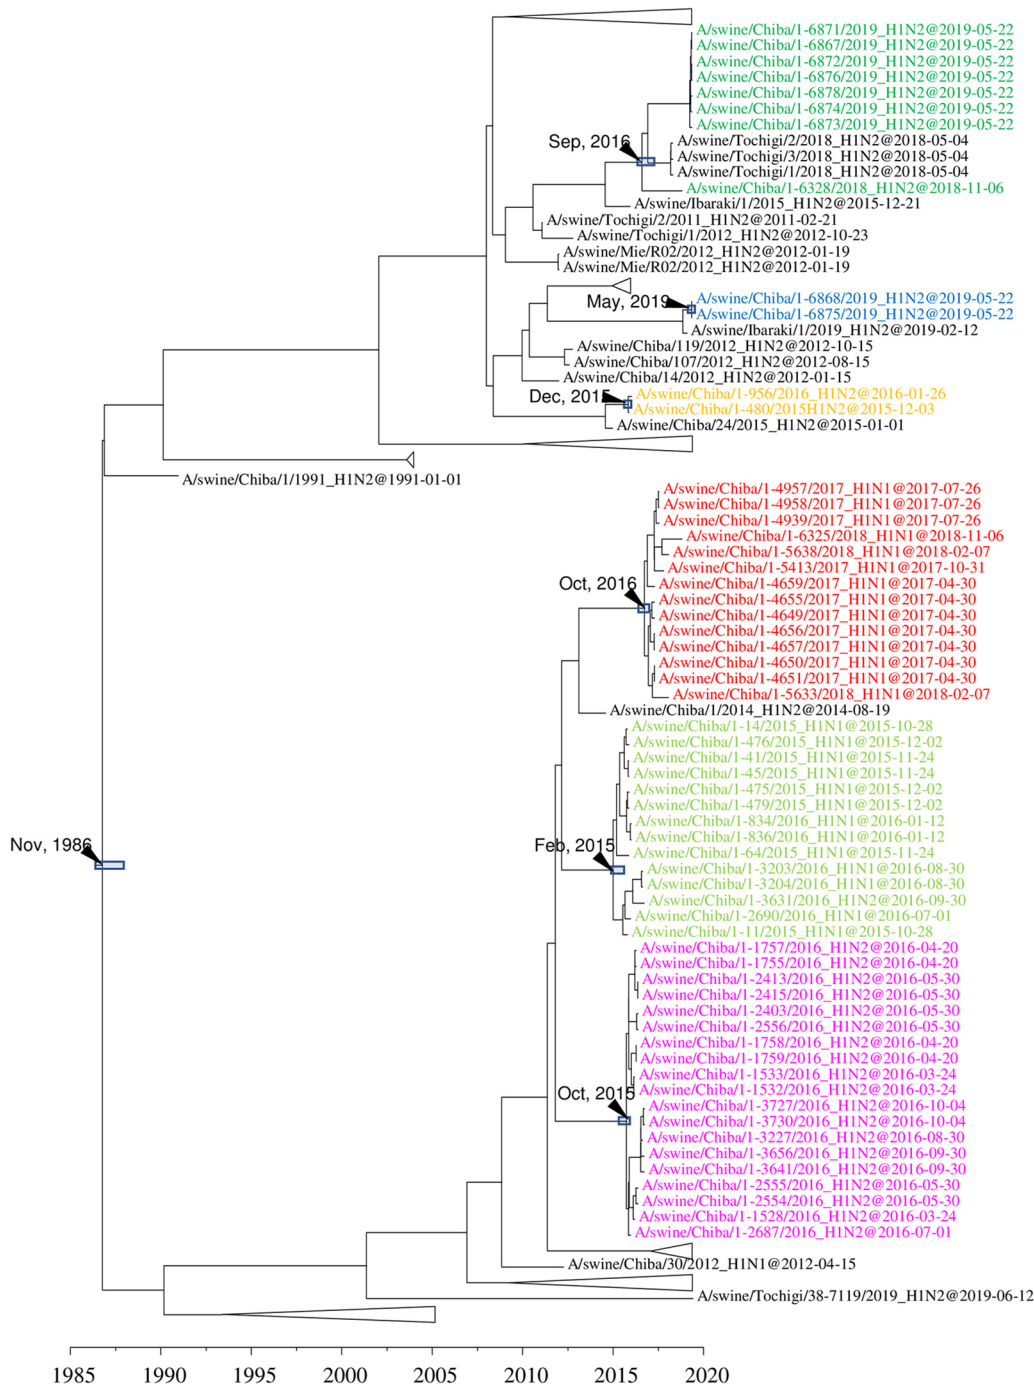 A/swine/Chiba/1-6871/2019_H1N2@2019-05-22
A/swine/Chiba/1-6867/2019_H1N2@2019-05-22
A/swine/Chiba/1-6872/2019_H1N2@2019-05-22
A/swine/Chiba/1-6876/2019_H1N2@2019-05-22
A/swine/Chiba/1-6878/2019_H1N2@2019-05-22
A/swine/Chiba/1-6874/2019_H1N2@2019-05-22
A/swine/Chiba/1-6873/2019_H1N2@2019-05-22
Sep, 2016
A/swine/Tochigi/2/2018_H1N2@2018-05-04
A/swine/Tochigi/3/2018_H1N2@2018-05-04
A/swine/Tochigi/1/2018_H1N2@2018-05-04
A/swine/Chiba/1-6328/2018_H1N2@2018-11-06
A/swine/Ibaraki/1/2015_H1N2@2015-12-21
A/swine/Tochigi/2/2011_H1N2@2011-02-21
A/swine/Tochigi/1/2012_H1N2@2012-10-23
A/swine/Mie/R02/2012_H1N2@2012-01-19
A/swine/Mie/R02/2012_H1N2@2012-01-19
May, 2019
A/swine/Chiba/1-6868/2019_H1N2@2019-05-22
A/swine/Chiba/1-6875/2019_H1N2@2019-05-22
A/swine/Ibaraki/1/2019_H1N2@2019-02-12
A/swine/Chiba/119/2012_H1N2@2012-10-15
A/swine/Chiba/107/2012_H1N2@2012-08-15
A/swine/Chiba/14/2012_H1N2@2012-01-15
Dec, 2015
A/swine/Chiba/1-956/2016_H1N2@2016-01-26
A/swine/Chiba/1-480/2015H1N2@2015-12-03
A/swine/Chiba/24/2015_H1N2@2015-01-01
A/swine/Chiba/1/1991_H1N2@1991-01-01
A/swine/Chiba/1-4957/2017_H1N1@2017-07-26
A/swine/Chiba/1-4958/2017_H1N1@2017-07-26
A/swine/Chiba/1-4939/2017_H1N1@2017-07-26
A/swine/Chiba/1-6325/2018_H1N1@2018-11-06
A/swine/Chiba/1-5638/2018_H1N1@2018-02-07
A/swine/Chiba/1-5413/2017_H1N1@2017-10-31
Oct, 2016
A/swine/Chiba/1-4659/2017_H1N1@2017-04-30
A/swine/Chiba/1-4655/2017_H1N1@2017-04-30
A/swine/Chiba/1-4649/2017_H1N1@2017-04-30
A/swine/Chiba/1-4656/2017_H1N1@2017-04-30
A/swine/Chiba/1-4657/2017_H1N1@2017-04-30
A/swine/Chiba/1-4650/2017_H1N1@2017-04-30
A/swine/Chiba/1-4651/2017_H1N1@2017-04-30
A/swine/Chiba/1-5633/2018_H1N1@2018-02-07
A/swine/Chiba/1/2014_H1N2@2014-08-19
A/swine/Chiba/1-14/2015_H1N1@2015-10-28
A/swine/Chiba/1-476/2015_H1N1@2015-12-02
A/swine/Chiba/1-41/2015_H1N1@2015-11-24
A/swine/Chiba/1-45/2015_H1N1@2015-11-24
A/swine/Chiba/1-475/2015_H1N1@2015-12-02
A/swine/Chiba/1-479/2015_H1N1@2015-12-02
A/swine/Chiba/1-834/2016_H1N1@2016-01-12
A/swine/Chiba/1-836/2016_H1N1@2016-01-12
Nov, 1986
Feb, 2015
A/swine/Chiba/1-64/2015_H1N1@2015-11-24
A/swine/Chiba/1-3203/2016_H1N1@2016-08-30
A/swine/Chiba/1-3204/2016_H1N1@2016-08-30
A/swine/Chiba/1-3631/2016_H1N2@2016-09-30
A/swine/Chiba/1-2690/2016_H1N1@2016-07-01
A/swine/Chiba/1-11/2015_H1N1@2015-10-28
A/swine/Chiba/1-1757/2016_H1N2@2016-04-20
A/swine/Chiba/1-1755/2016_H1N2@2016-04-20
A/swine/Chiba/1-2413/2016_H1N2@2016-05-30
A/swine/Chiba/1-2415/2016_H1N2@2016-05-30
A/swine/Chiba/1-2403/2016_H1N2@2016-05-30
A/swine/Chiba/1-2556/2016_H1N2@2016-05-30
A/swine/Chiba/1-1758/2016_H1N2@2016-04-20
A/swine/Chiba/1-1759/2016_H1N2@2016-04-20
A/swine/Chiba/1-1533/2016_H1N2@2016-03-24
A/swine/Chiba/1-1532/2016_H1N2@2016-03-24
Oct, 2015
A/swine/Chiba/1-3727/2016_H1N2@2016-10-04
A/swine/Chiba/1-3730/2016_H1N2@2016-10-04
A/swine/Chiba/1-3227/2016_H1N2@2016-08-30
A/swine/Chiba/1-3656/2016_H1N2@2016-09-30
A/swine/Chiba/1-3641/2016_H1N2@2016-09-30
A/swine/Chiba/1-2555/2016_H1N2@2016-05-30
A/swine/Chiba/1-2554/2016_H1N2@2016-05-30
A/swine/Chiba/1-1528/2016_H1N2@2016-03-24
A/swine/Chiba/1-2687/2016_H1N2@2016-07-01
A/swine/Chiba/30/2012_H1N1@2012-04-15
A/swine/Tochigi/38-7119/2019_H1N2@2019-06-12
1985 1990 1995 2000 2005 2010 2015 2020